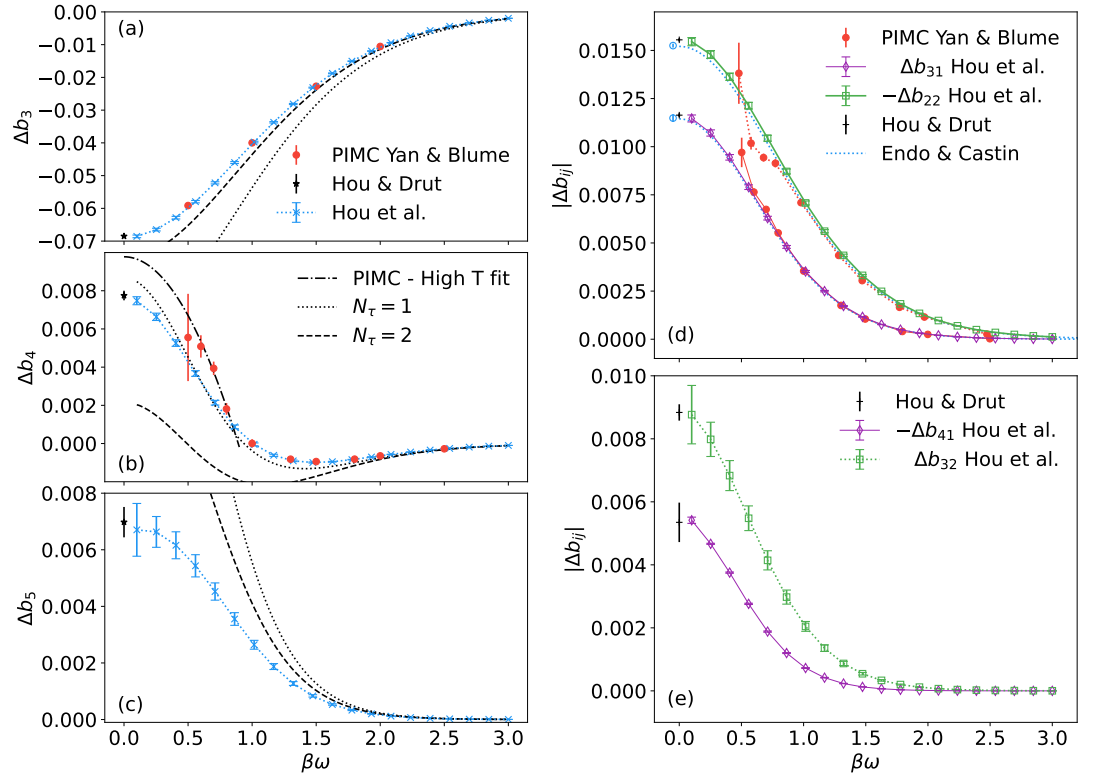 0.00
−0.01
−0.02
−0.03
−0.04
−0.05
−0.06
−0.07
Δb₃
(a)
PIMC Yan & Blume
Hou & Drut
Hou et al.
0.008
0.006
0.004
0.002
0.000
Δb₄
(b)
PIMC - High T fit
N_τ = 1
N_τ = 2
0.008
0.006
0.004
0.002
0.000
Δb₅
(c)
0.0 0.5 1.0 1.5 2.0 2.5 3.0
βω
0.0150
0.0125
0.0100
0.0075
0.0050
0.0025
0.0000
|Δb_{ij}|
PIMC Yan & Blume
Δb₃₁ Hou et al.
−Δb₂₂ Hou et al.
Hou & Drut
Endo & Castin
(d)
0.010
0.008
0.006
0.004
0.002
0.000
|Δb_{ij}|
Hou & Drut
−Δb₄₁ Hou et al.
Δb₃₂ Hou et al.
(e)
0.0 0.5 1.0 1.5 2.0 2.5 3.0
βω